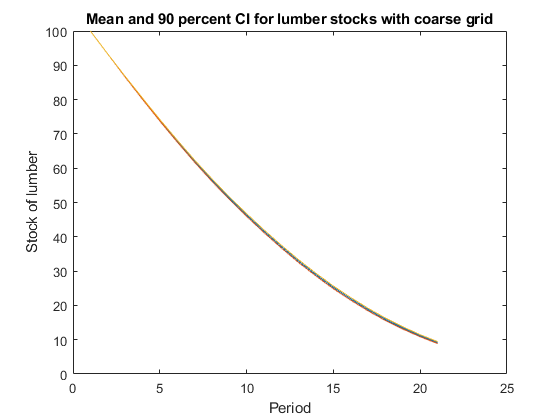 Mean and 90 percent CI for lumber stocks with coarse grid
100
90
80
70
60
50
40
30
20
10
0
Stock of lumber
0 5 10 15 20 25
Period